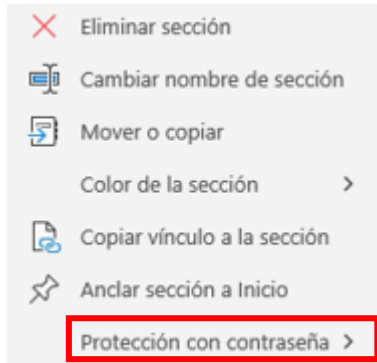 Eliminar sección
Cambiar nombre de sección
Mover o copiar
Color de la sección
Copiar vínculo a la sección
Anclar sección a Inicio
Protección con contraseña